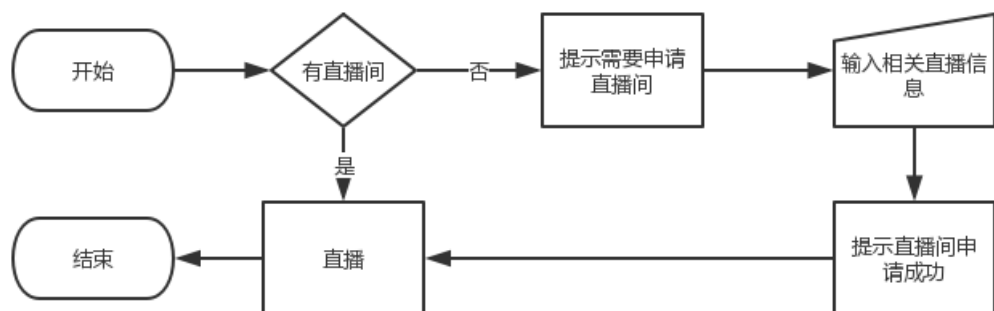 开始
有直播间
否
提示需要申请
直播间
输入相关直播信
息
是
结束
直播
提示直播间申
请成功